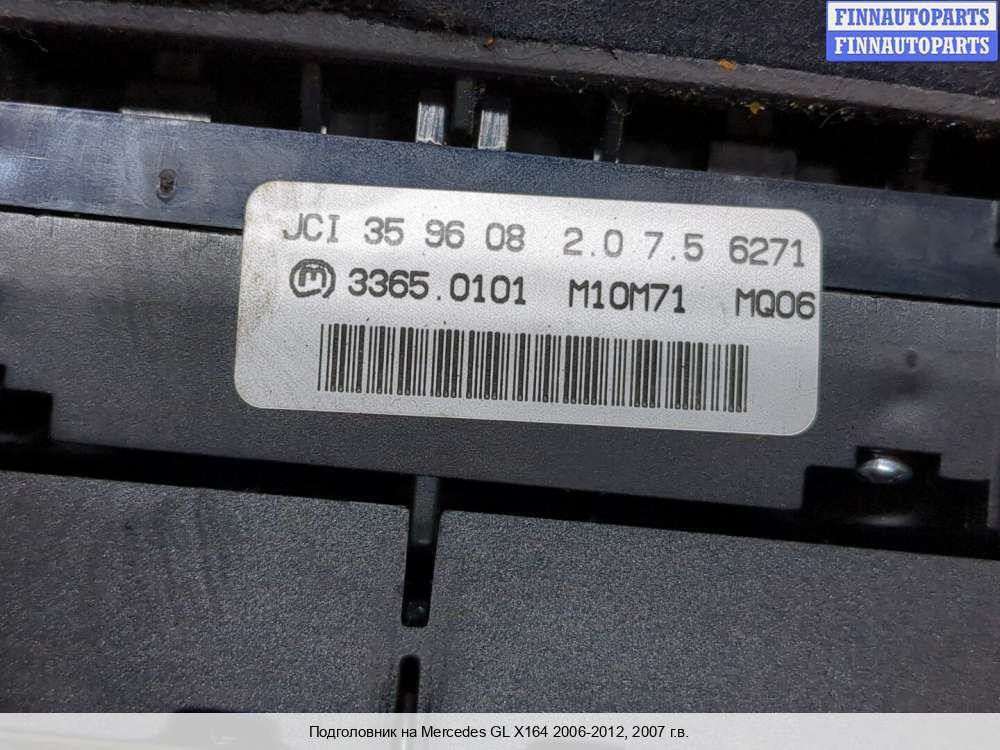 FINNAUTOPARTS
FINNAUTOPARTS
JCI 35 96 08 2.0 7.5 6271
m 3365.0101 M10M71 MQ06
Подголовник на Mercedes GL X164 2006-2012, 2007 г.в.